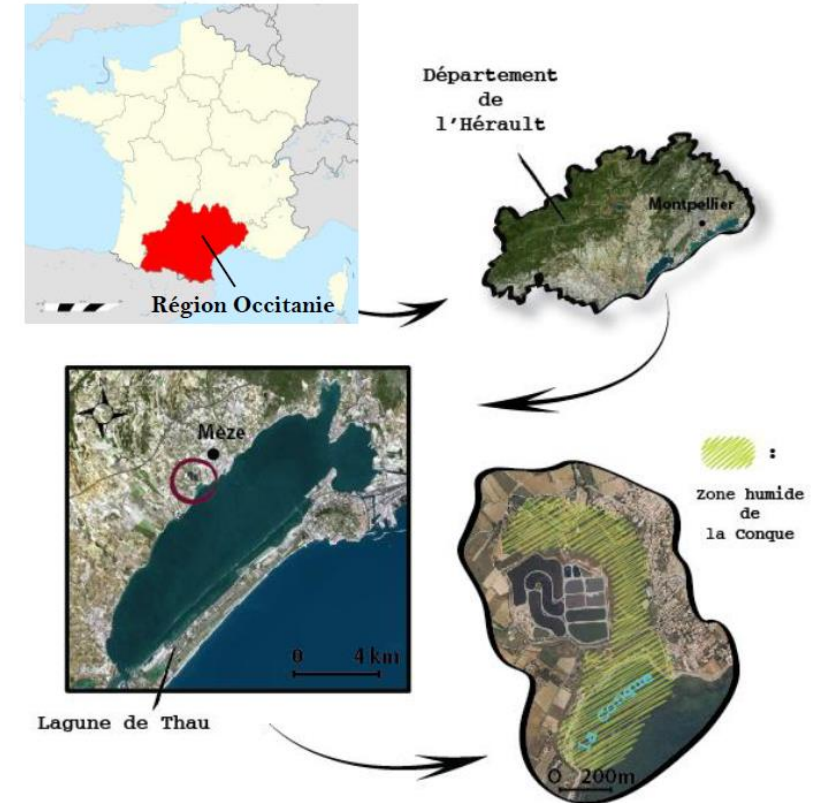 Région Occitanie
Département
de
l'Hérault
Montpellier
Mèze
0 4 km
Lagune de Thau
:
Zone humide
de
la Conque
La Conque
0 200m